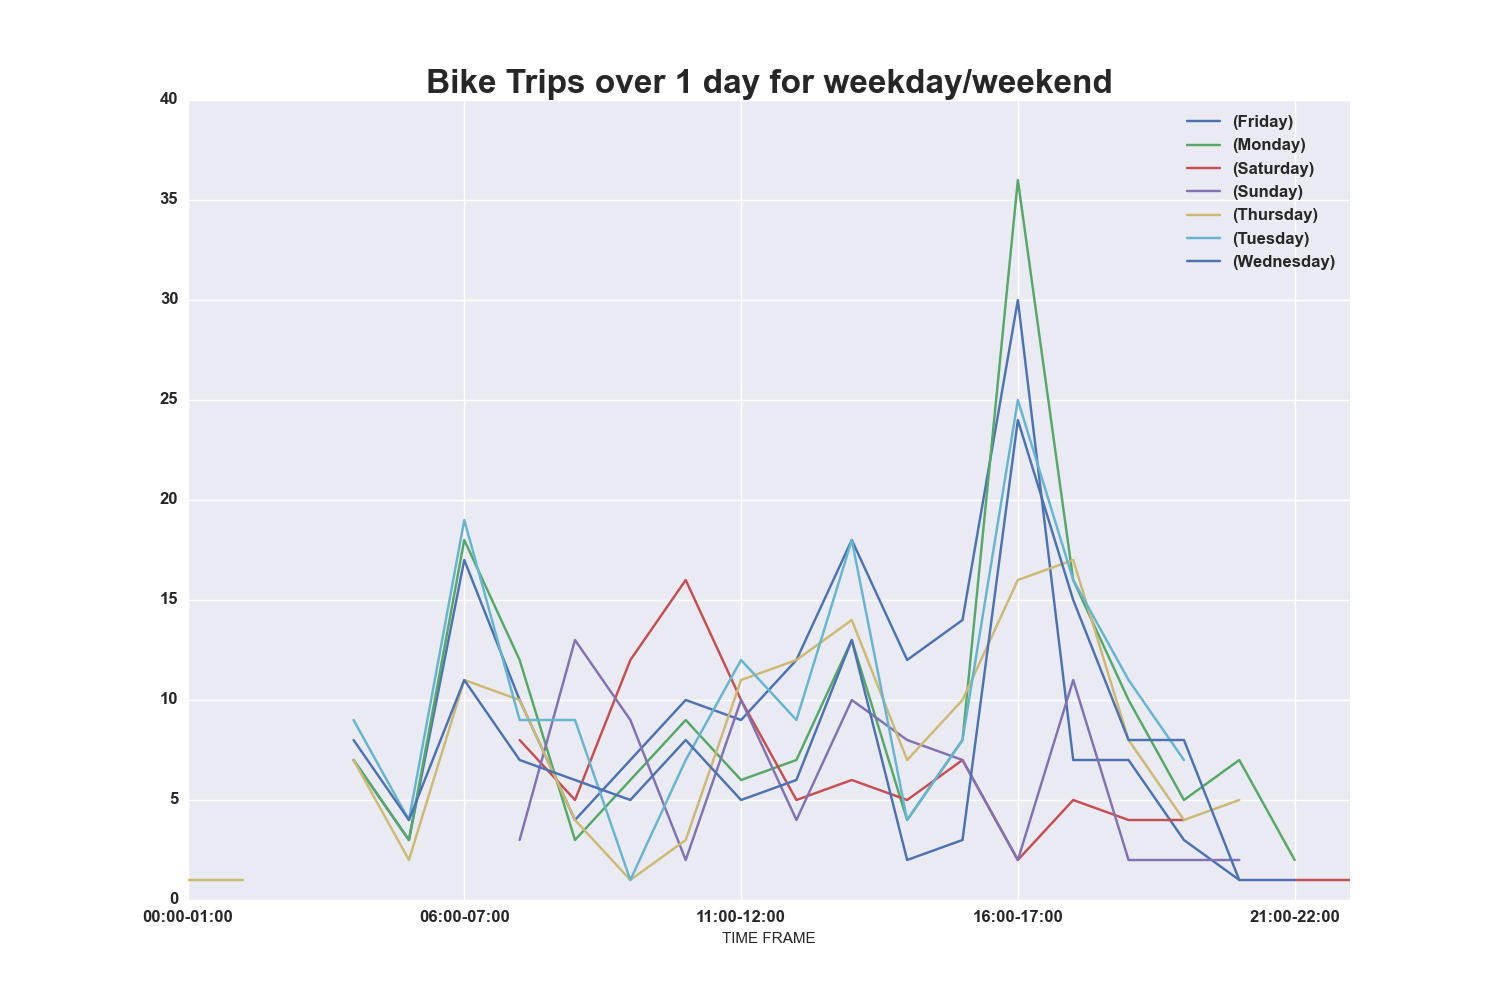 Bike Trips over 1 day for weekday/weekend
40
35
30
25
20
15
10
5
0
(Friday)
(Monday)
(Saturday)
(Sunday)
(Thursday)
(Tuesday)
(Wednesday)
00:00-01:00 06:00-07:00 11:00-12:00 16:00-17:00 21:00-22:00
TIME FRAME